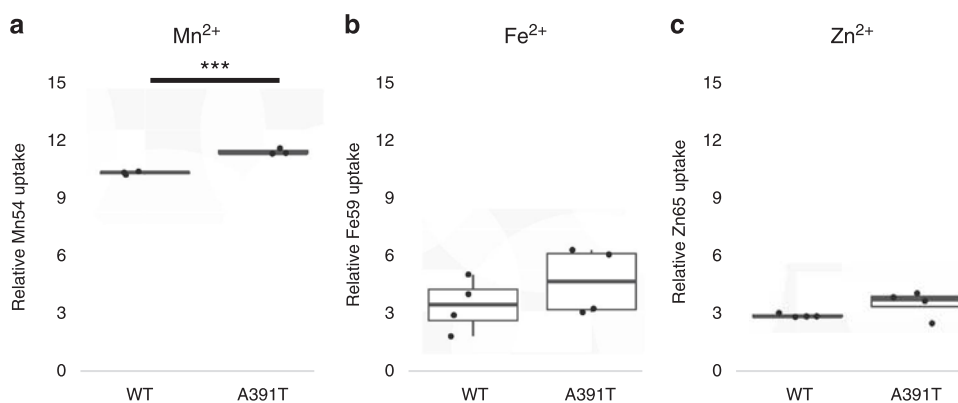 a
Mn2+
***
15
12
9
6
3
0
Relative Mn54 uptake
WT
A391T
b
Fe2+
15
12
9
6
3
0
Relative Fe59 uptake
WT
A391T
c
Zn2+
15
12
9
6
3
0
Relative Zn65 uptake
WT
A391T